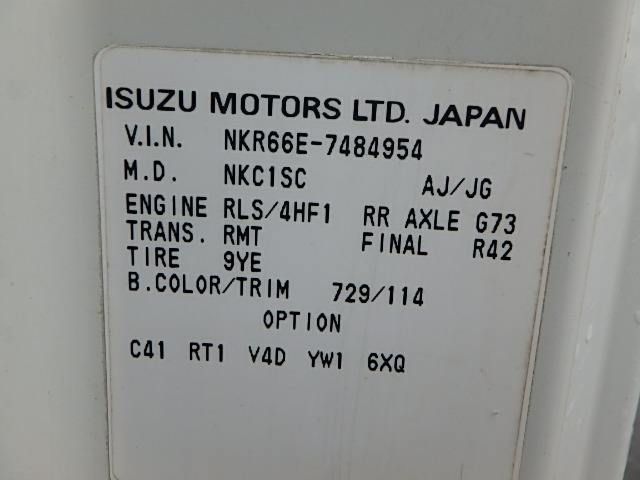 ISUZU MOTORS LTD. JAPAN
V.I.N. NKR66E-7484954
M.D. NKC1SC AJ/JG
ENGINE RLS/4HF1 RR AXLE G73
TRANS. RMT FINAL R42
TIRE 9YE
B.COLOR/TRIM 729/114
OPTION
C41 RT1 V4D YW1 6XQ